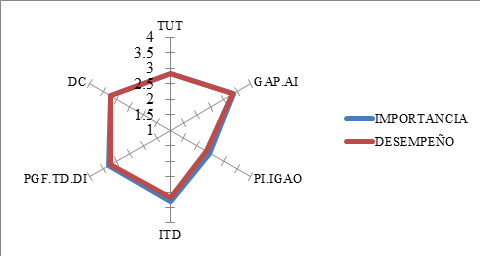 TUT
4
3.5
3
2.5
2
1.5
1
GAP.AI
PI.IGAO
ITD
PGF.TD.DI
DC
IMPORTANCIA
DESEMPEÑO